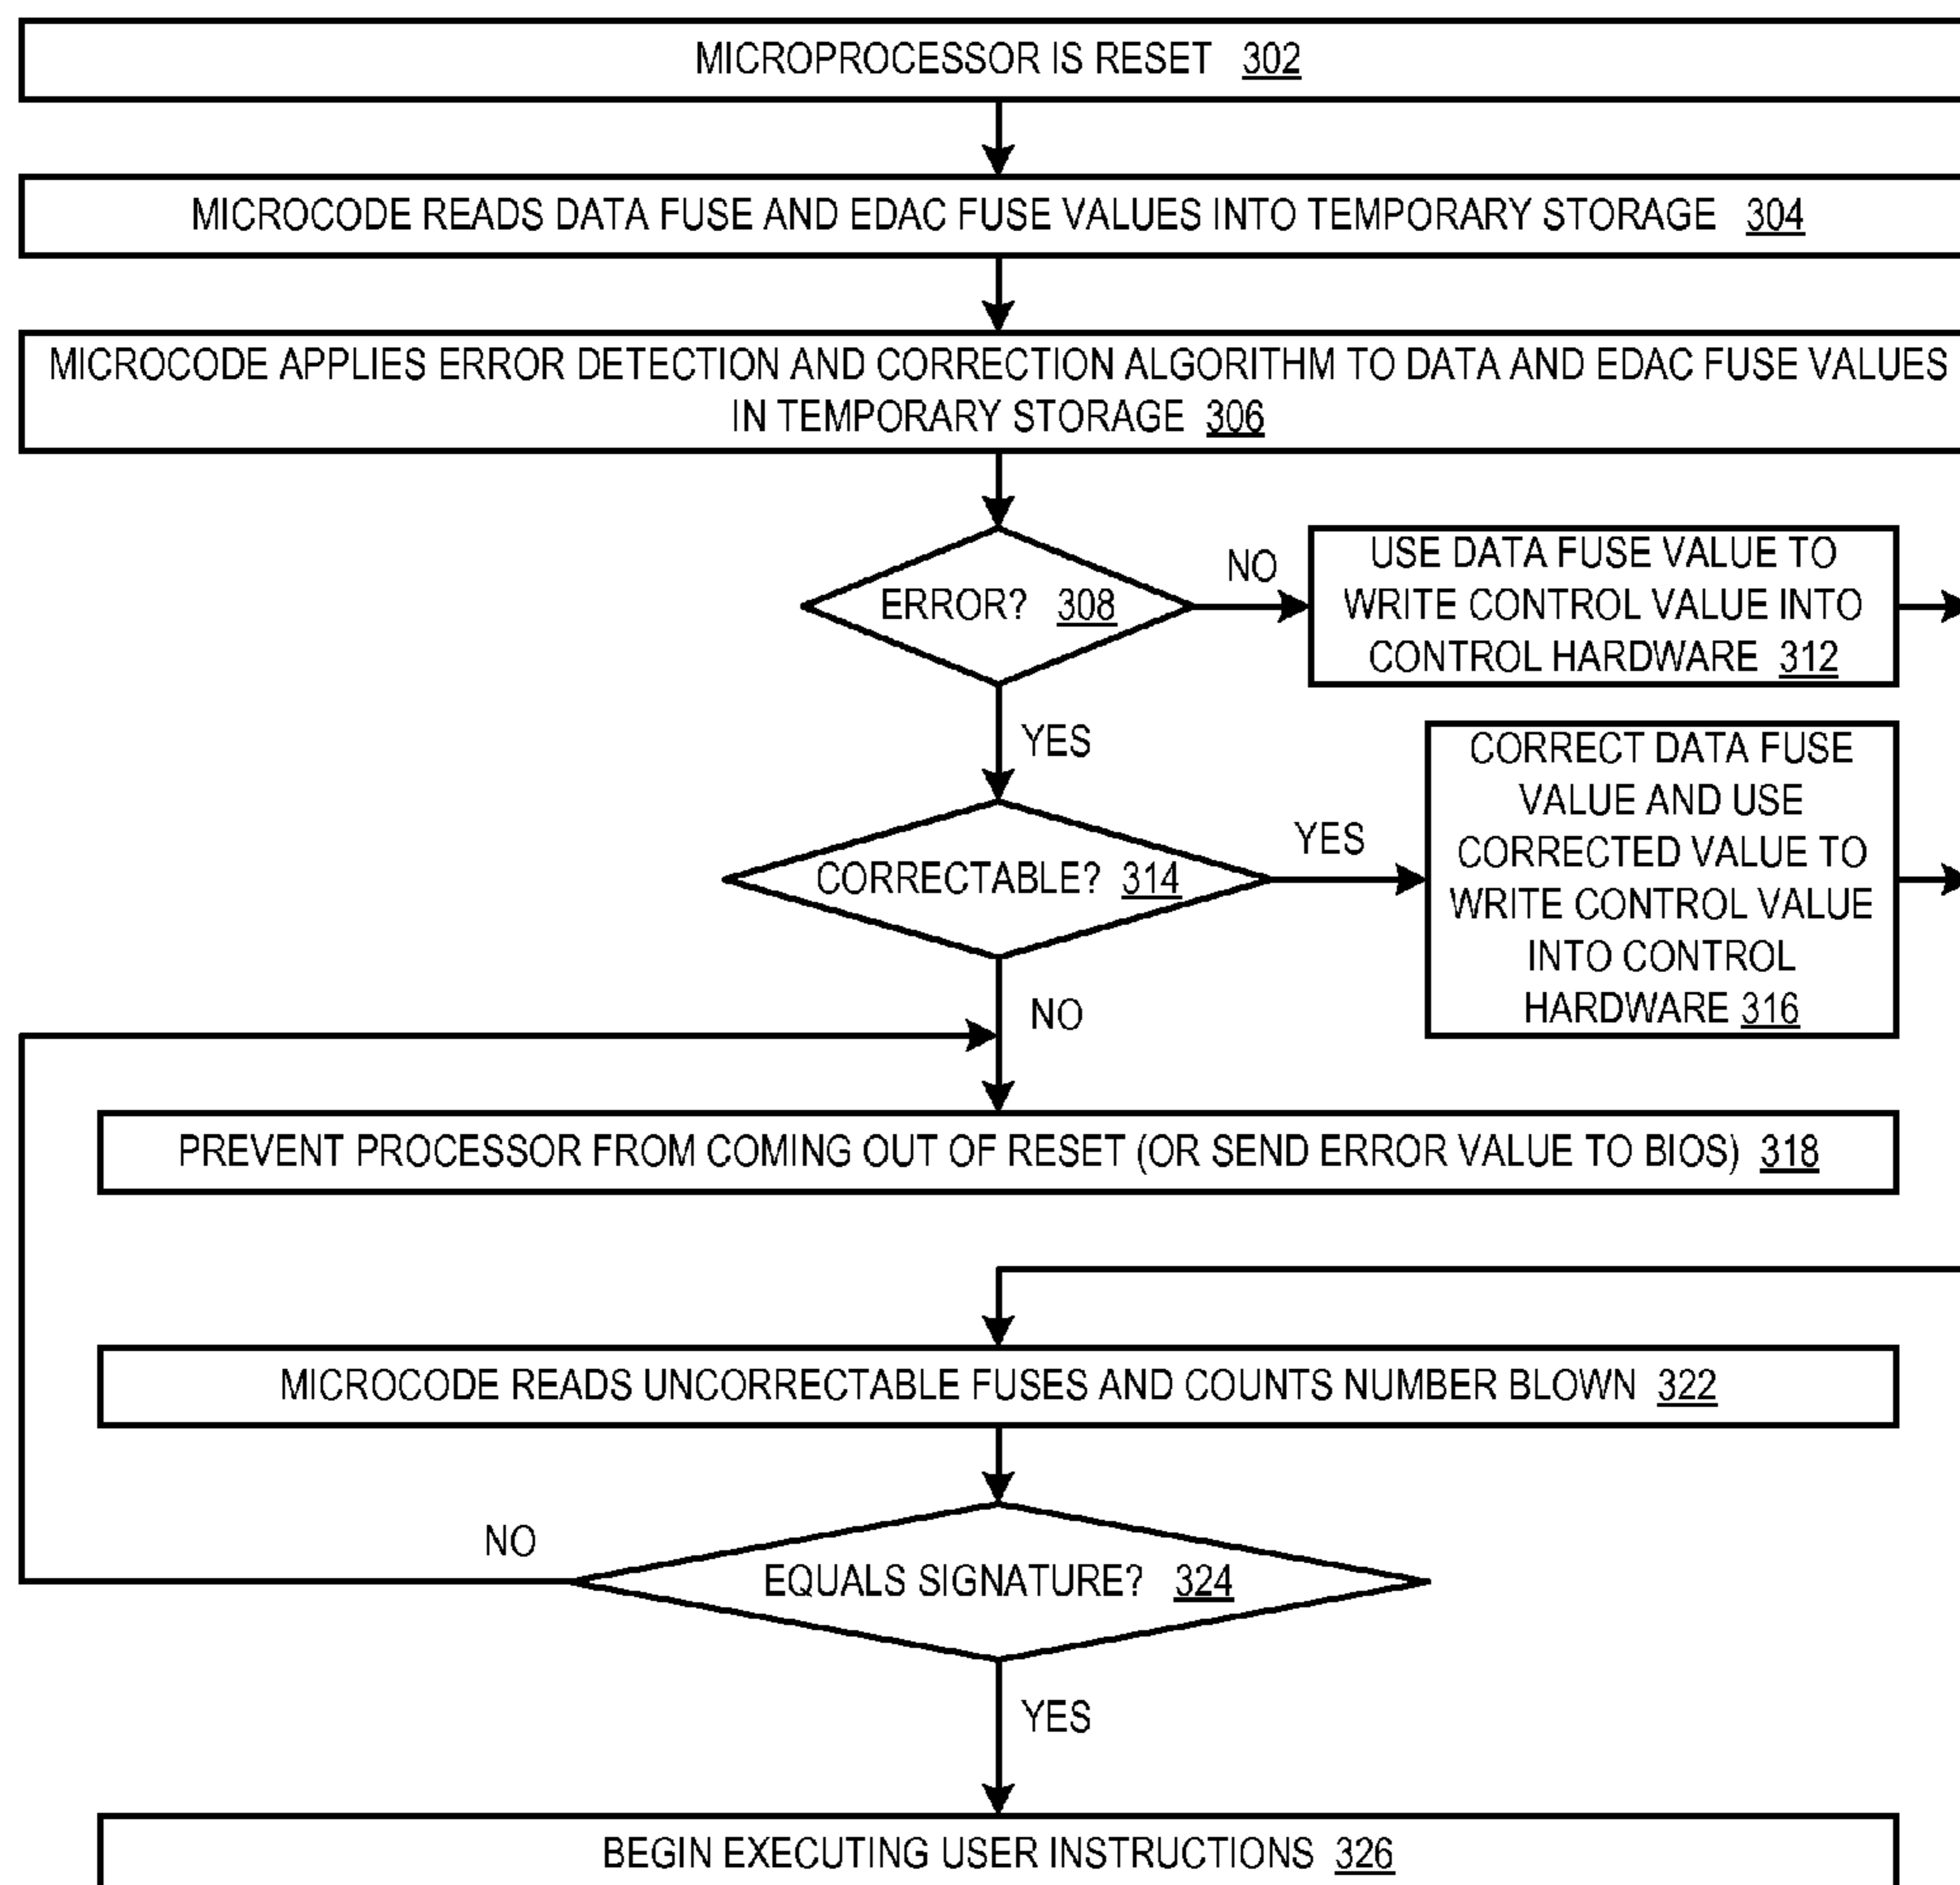 MICROPROCESSOR IS RESET 302
MICROCODE READS DATA FUSE AND EDAC FUSE VALUES INTO TEMPORARY STORAGE 304
MICROCODE APPLIES ERROR DETECTION AND CORRECTION ALGORITHM TO DATA AND EDAC FUSE VALUES
IN TEMPORARY STORAGE 306
ERROR? 308
NO
USE DATA FUSE VALUE TO
WRITE CONTROL VALUE INTO
CONTROL HARDWARE 312
YES
CORRECTABLE? 314
YES
CORRECT DATA FUSE
VALUE AND USE
CORRECTED VALUE TO
WRITE CONTROL VALUE
INTO CONTROL
HARDWARE 316
NO
PREVENT PROCESSOR FROM COMING OUT OF RESET (OR SEND ERROR VALUE TO BIOS) 318
MICROCODE READS UNCORRECTABLE FUSES AND COUNTS NUMBER BLOWN 322
NO
EQUALS SIGNATURE? 324
YES
BEGIN EXECUTING USER INSTRUCTIONS 326